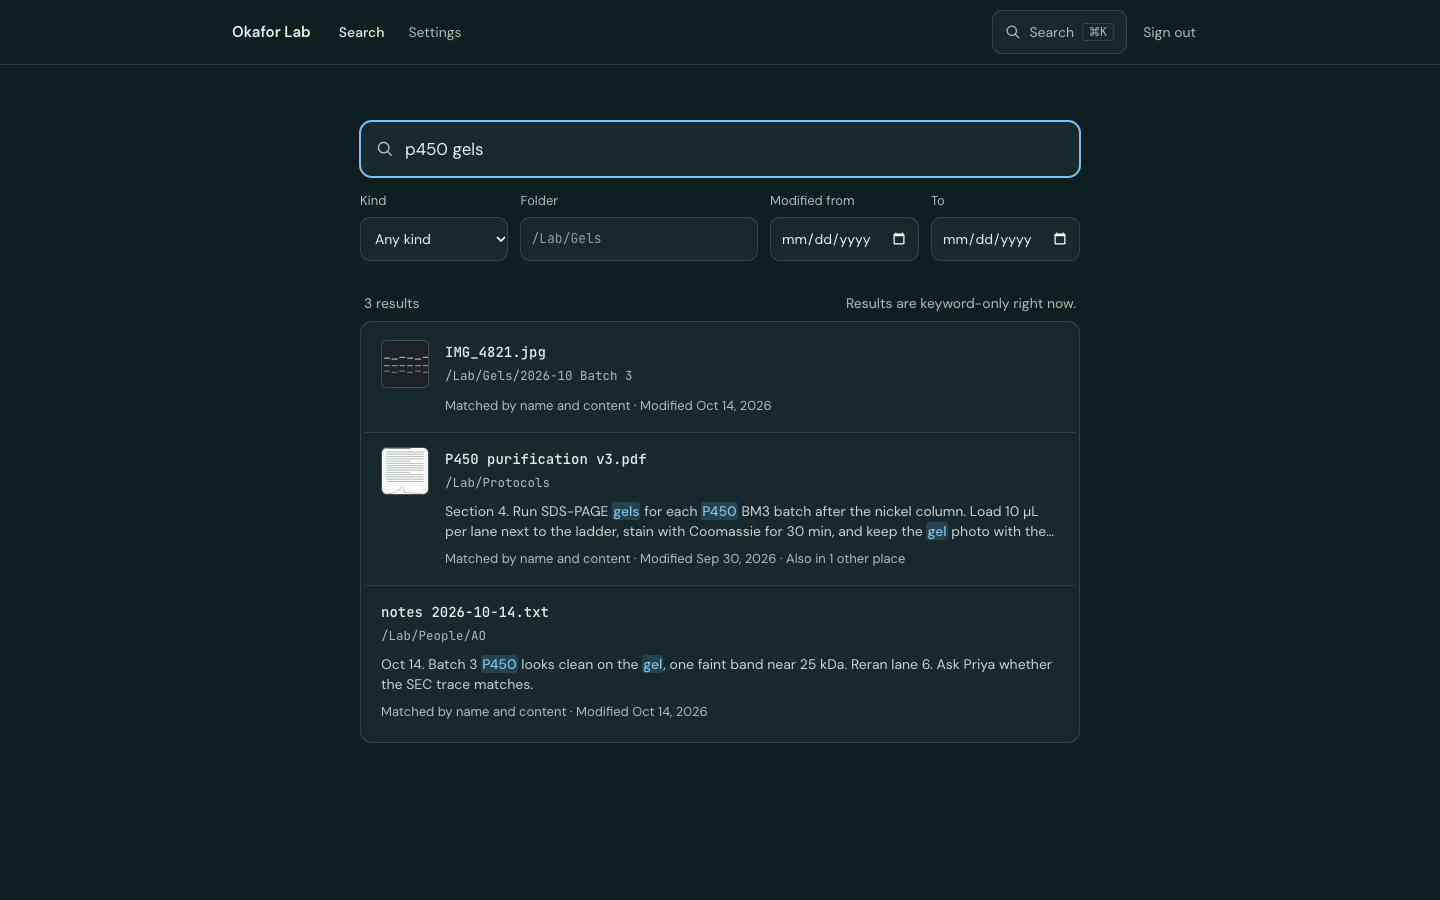 Okafor Lab Search Settings Search ⌘K Sign out
p450 gels
Kind Folder Modified from To
Any kind /Lab/Gels mm/dd/yyyy mm/dd/yyyy
3 results Results are keyword-only right now.
IMG_4821.jpg
/Lab/Gels/2026-10 Batch 3
Matched by name and content · Modified Oct 14, 2026
P450 purification v3.pdf
/Lab/Protocols
Section 4. Run SDS-PAGE gels for each P450 BM3 batch after the nickel column. Load 10 µL
per lane next to the ladder, stain with Coomassie for 30 min, and keep the gel photo with the…
Matched by name and content · Modified Sep 30, 2026 · Also in 1 other place
notes 2026-10-14.txt
/Lab/People/AO
Oct 14. Batch 3 P450 looks clean on the gel, one faint band near 25 kDa. Reran lane 6. Ask Priya whether
the SEC trace matches.
Matched by name and content · Modified Oct 14, 2026